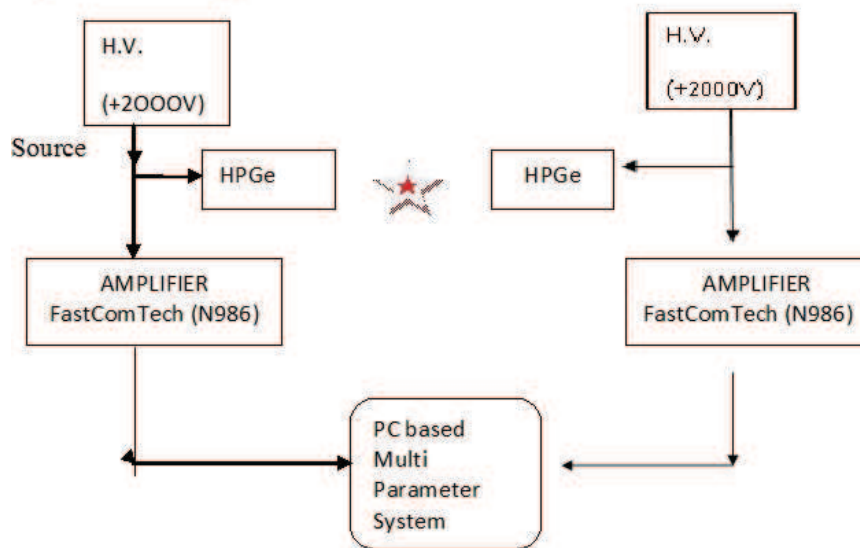 H.V.
(+2OOOV)
Source
HPGe
AMPLIFIER
FastComTech (N986)
H.V.
(+2000V)
HPGe
AMPLIFIER
FastComTech (N986)
PC based
Multi
Parameter
System